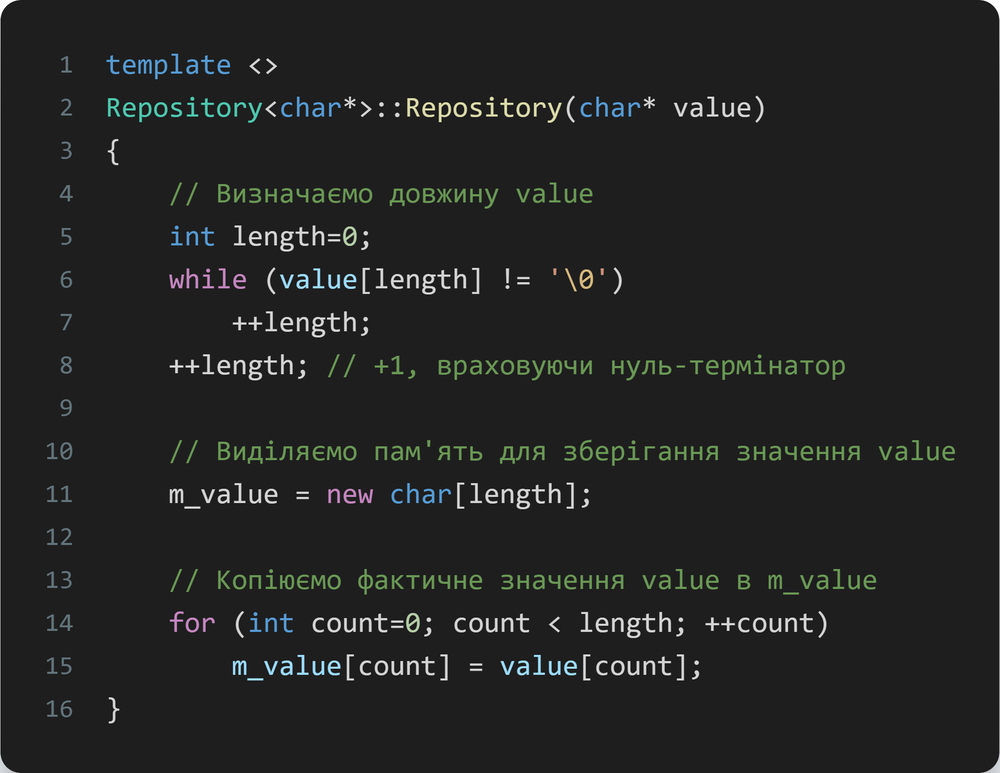 1 template <>
2 Repository<char*>::Repository(char* value)
3 {
4 // Визначаємо довжину value
5 int length=0;
6 while (value[length] != '\0')
7 ++length;
8 ++length; // +1, враховуючи нуль-термінатор
9
10 // Виділяємо пам'ять для зберігання значення value
11 m_value = new char[length];
12
13 // Копіюємо фактичне значення value в m_value
14 for (int count=0; count < length; ++count)
15 m_value[count] = value[count];
16 }